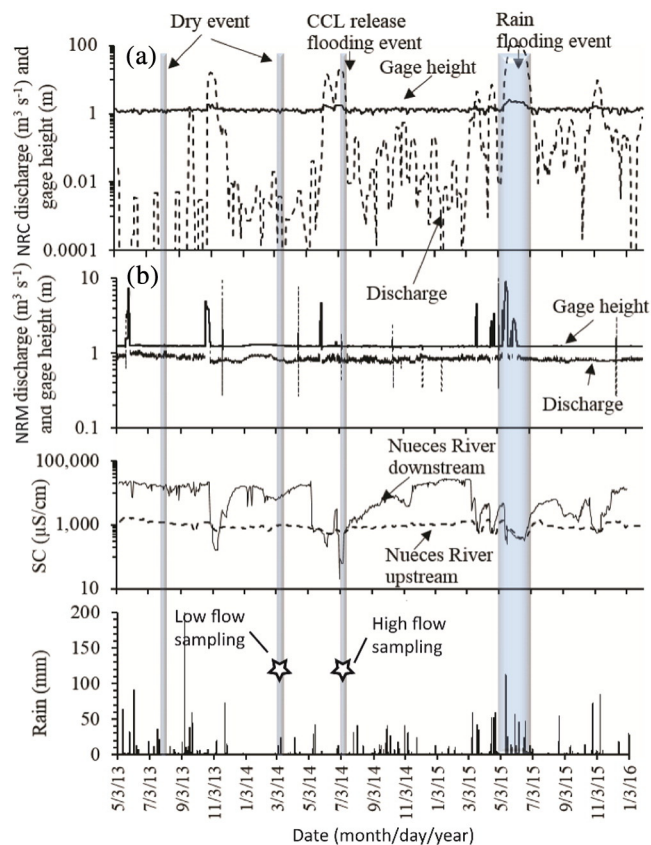 (a)
Dry event
CCL release
flooding event
Rain
flooding event
Gage height
NRC discharge (m³ s⁻¹) and
gage height (m)
100
1
0.01
0.0001
Discharge
(b)
NRM discharge (m³ s⁻¹)
and gage height (m)
10
1
0.1
Gage height
Discharge
SC (µS/cm)
100,000
1,000
10
Nueces River
downstream
Nueces River
upstream
Rain (mm)
200
150
100
50
0
Low flow
sampling
High flow
sampling
5/3/13
7/3/13
9/3/13
11/3/13
1/3/14
3/3/14
5/3/14
7/3/14
9/3/14
11/3/14
1/3/15
3/3/15
5/3/15
7/3/15
9/3/15
11/3/15
1/3/16
Date (month/day/year)